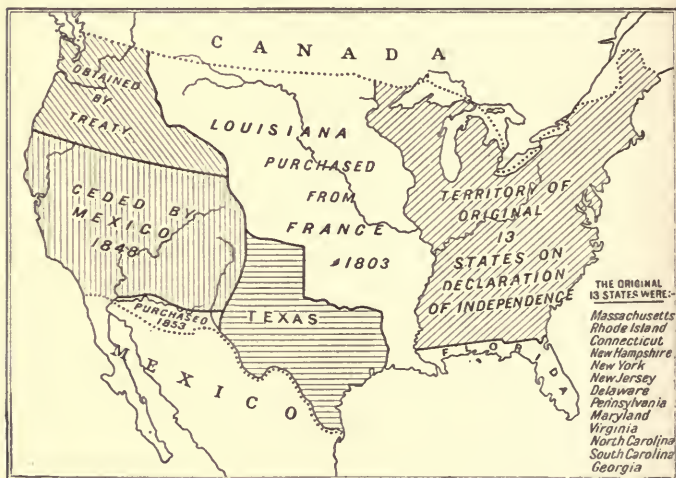 CANADA
OBTAINED
BY
TREATY
LOUISIANA
PURCHASED
FROM
FRANCE
1803
CEDED BY
MEXICO
1848
TERRITORY OF
ORIGINAL
13
STATES ON
DECLARATION
OF INDEPENDENCE
TEXAS
PURCHASED
1853
MEXICO
FLORIDA
THE ORIGINAL
13 STATES WERE:-
Massachusetts
Rhode Island
Connecticut
New Hampshire
New York
New Jersey
Delaware
Pennsylvania
Maryland
Virginia
North Carolina
South Carolina
Georgia